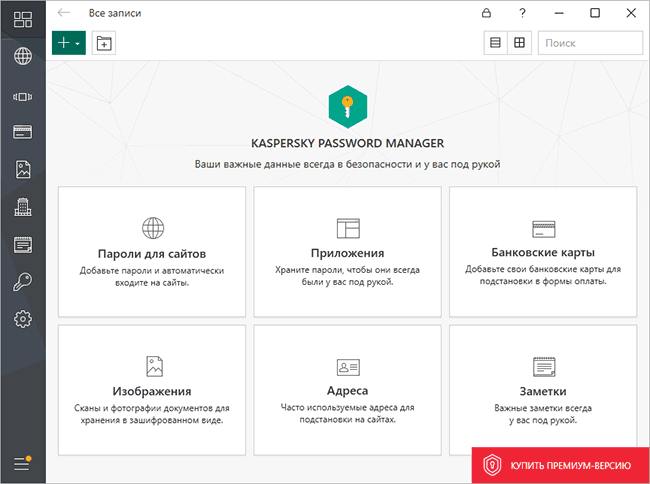 Все записи
?
Поиск
KASPERSKY PASSWORD MANAGER
Ваши важные данные всегда в безопасности и у вас под рукой
Пароли для сайтов
Добавьте пароли и автоматически
входите на сайты.
Приложения
Храните пароли, чтобы они всегда
были у вас под рукой.
Банковские карты
Добавьте свои банковские карты для
подстановки в формы оплаты.
Изображения
Сканы и фотографии документов для
хранения в зашифрованном виде.
Адреса
Часто используемые адреса для
подстановки на сайтах.
Заметки
Важные заметки всегда
у вас под рукой.
КУПИТЬ ПРЕМИУМ-ВЕРСИЮ